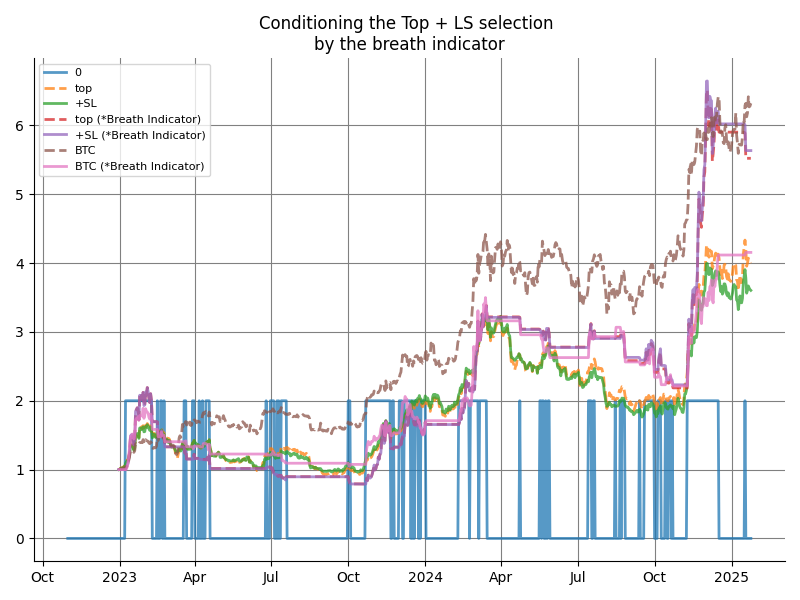 Conditioning the Top + LS selection
by the breath indicator
0
top
+SL
top (*Breath Indicator)
+SL (*Breath Indicator)
BTC
BTC (*Breath Indicator)
6
5
4
3
2
1
0
Oct
2023
Apr
Jul
Oct
2024
Apr
Jul
Oct
2025